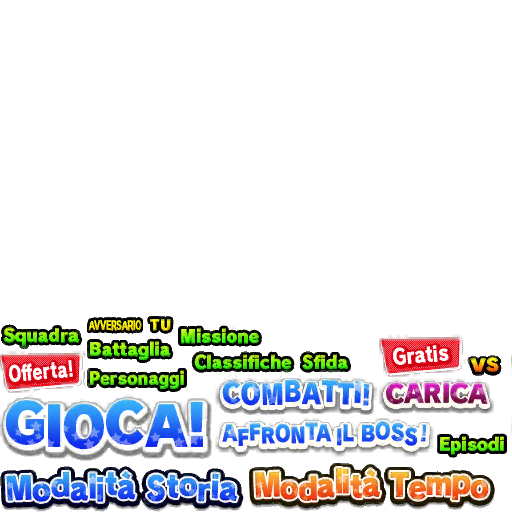 Squadra
AVVERSARIO
TU
Missione
Battaglia
Classifiche
Sfida
Gratis
VS
Offerta!
Personaggi
COMBATTI!
CARICA
GIOCA!
AFFRONTA IL BOSS!
Episodi
Modalità Storia
Modalità Tempo